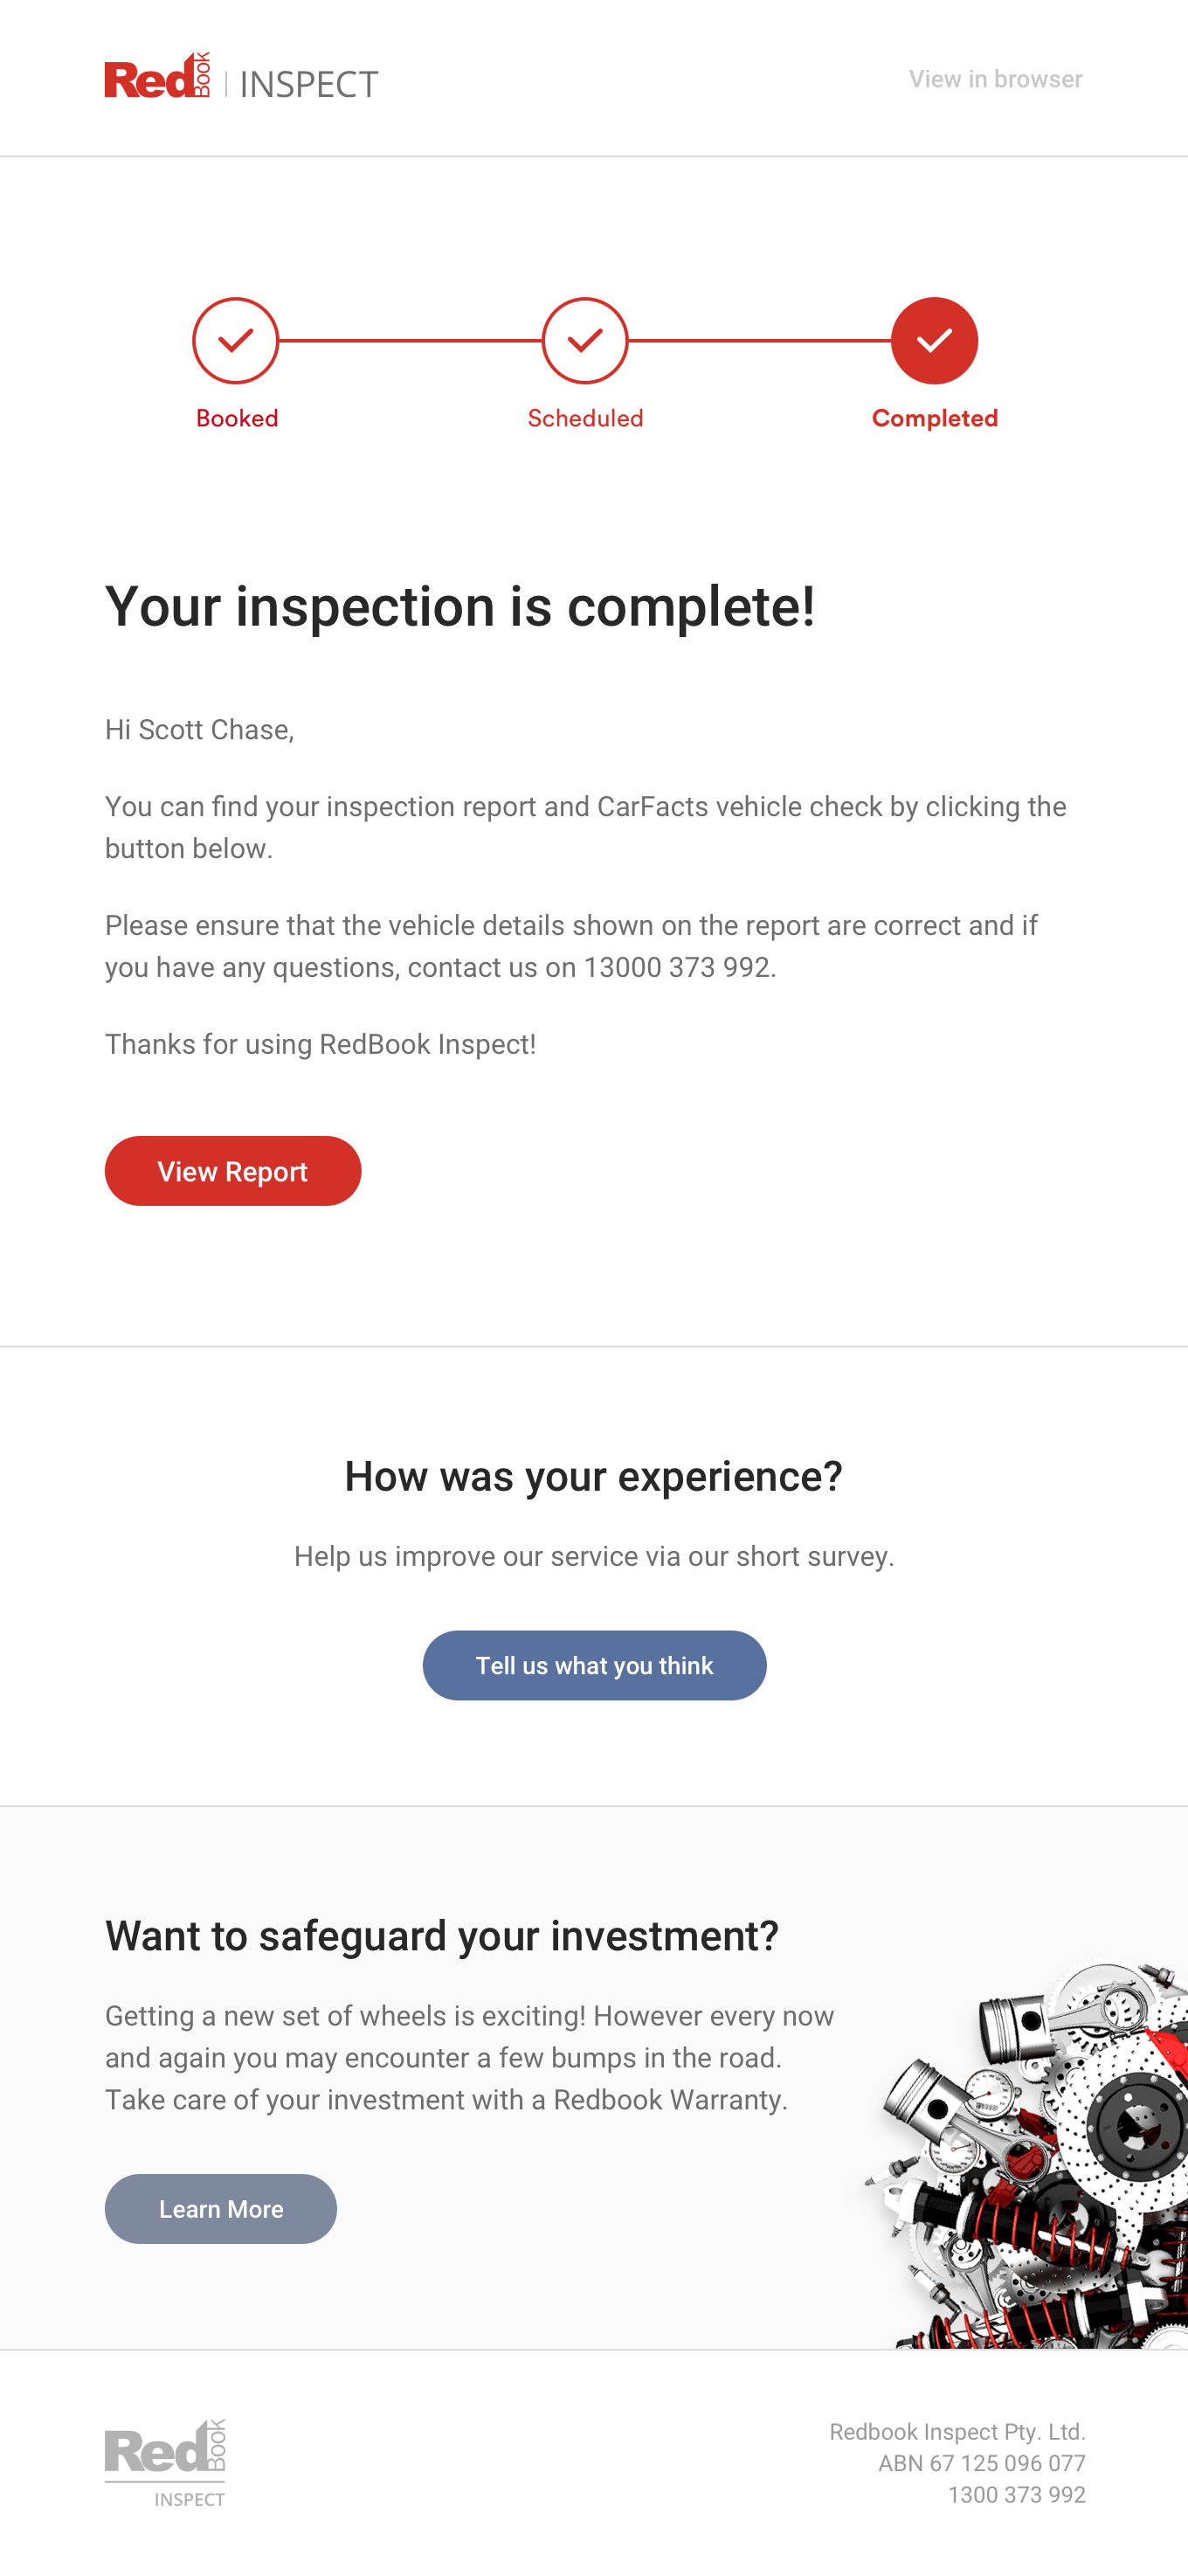 RedBook | INSPECT
View in browser
Booked
Scheduled
Completed
Your inspection is complete!
Hi Scott Chase,
You can find your inspection report and CarFacts vehicle check by clicking the
button below.
Please ensure that the vehicle details shown on the report are correct and if
you have any questions, contact us on 13000 373 992.
Thanks for using RedBook Inspect!
View Report
How was your experience?
Help us improve our service via our short survey.
Tell us what you think
Want to safeguard your investment?
Getting a new set of wheels is exciting! However every now
and again you may encounter a few bumps in the road.
Take care of your investment with a Redbook Warranty.
Learn More
RedBook
INSPECT
Redbook Inspect Pty. Ltd.
ABN 67 125 096 077
1300 373 992